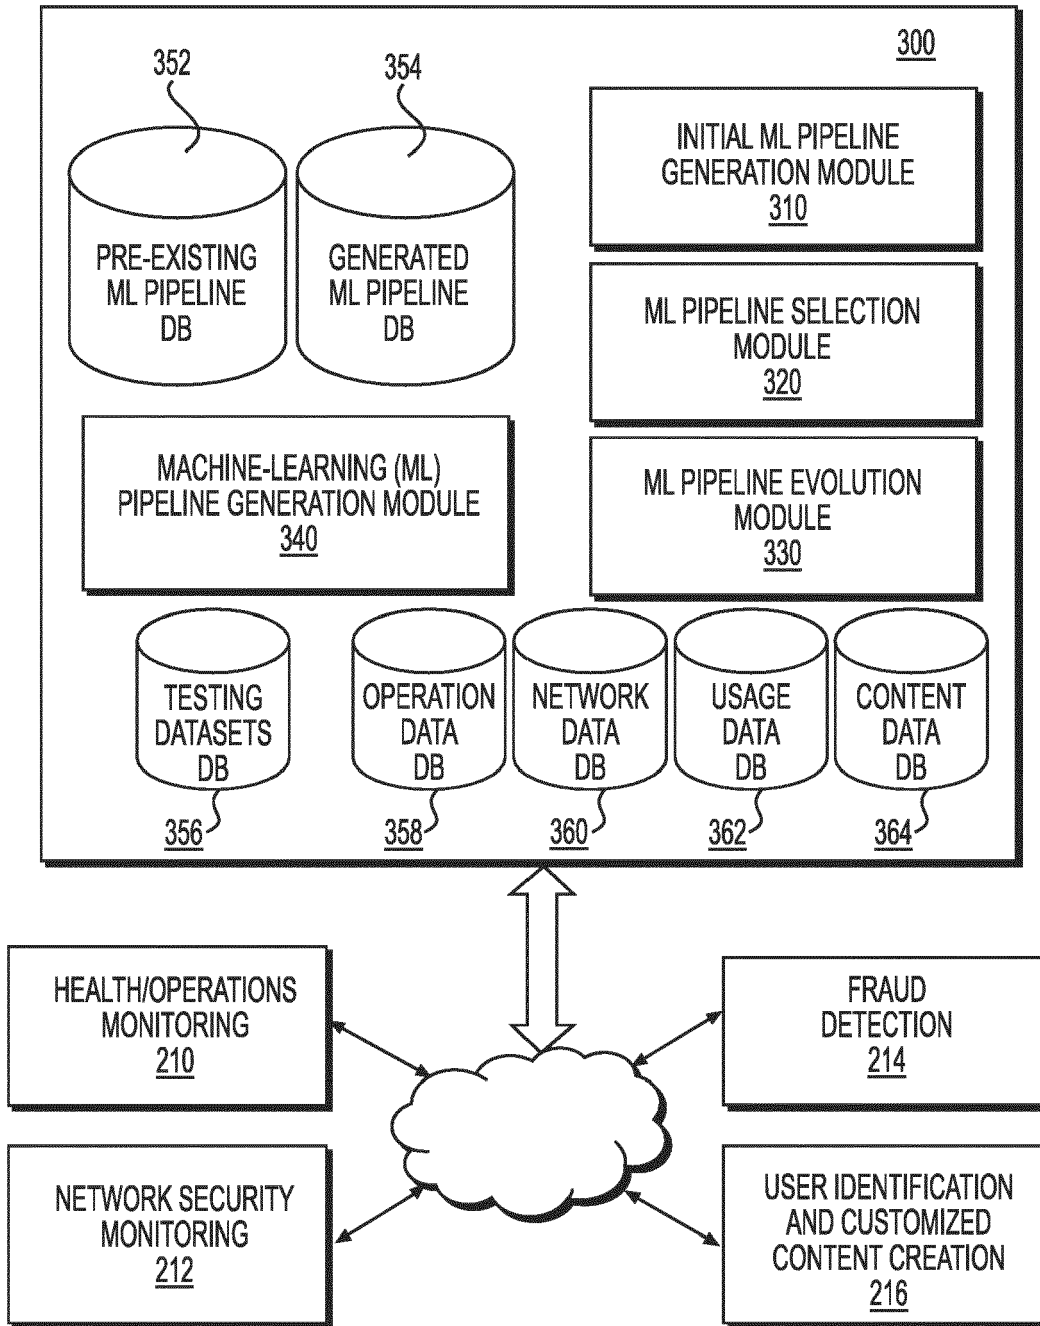 300
352
354
INITIAL ML PIPELINE
GENERATION MODULE
310
PRE-EXISTING
ML PIPELINE
DB
GENERATED
ML PIPELINE
DB
ML PIPELINE SELECTION
MODULE
320
MACHINE-LEARNING (ML)
PIPELINE GENERATION MODULE
340
ML PIPELINE EVOLUTION
MODULE
330
TESTING
DATASETS
DB
OPERATION
DATA
DB
NETWORK
DATA
DB
USAGE
DATA
DB
CONTENT
DATA
DB
356
358
360
362
364
HEALTH/OPERATIONS
MONITORING
210
FRAUD
DETECTION
214
NETWORK SECURITY
MONITORING
212
USER IDENTIFICATION
AND CUSTOMIZED
CONTENT CREATION
216